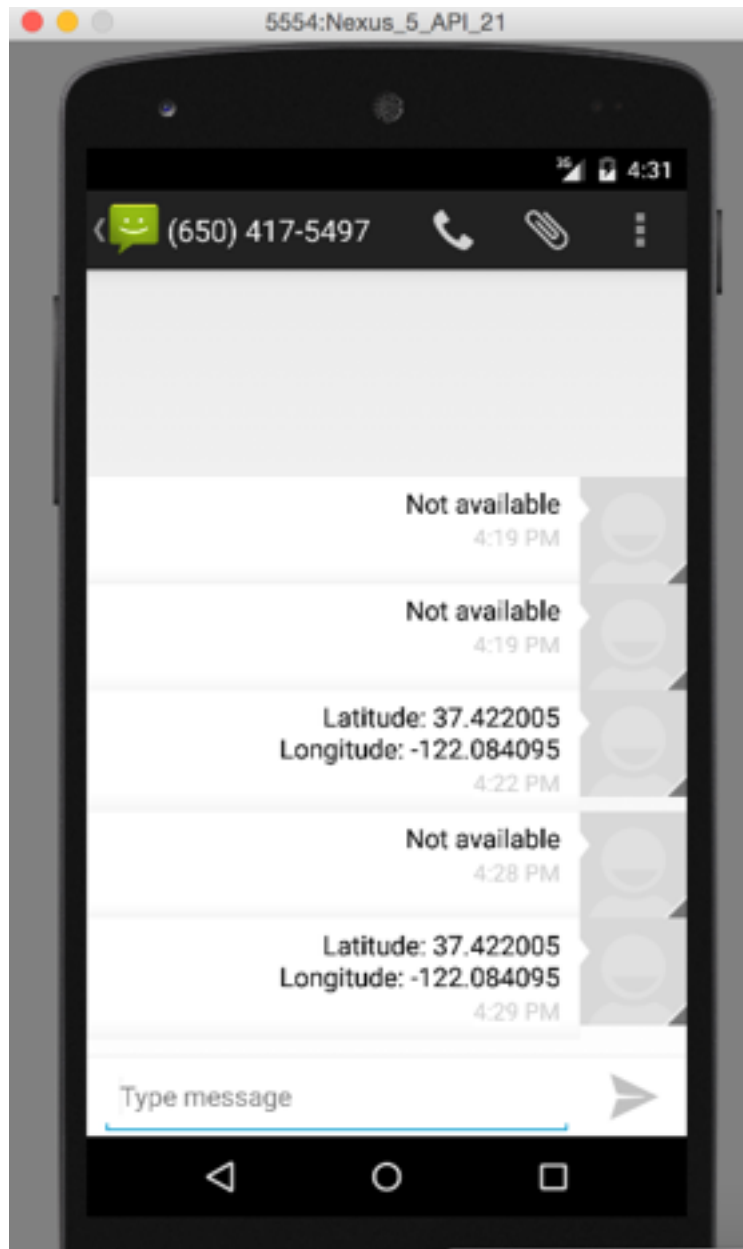 5554:Nexus_5_API_21
3G 4:31
(650) 417-5497
Not available
4:19 PM
Not available
4:19 PM
Latitude: 37.422005
Longitude: -122.084095
4:22 PM
Not available
4:28 PM
Latitude: 37.422005
Longitude: -122.084095
4:29 PM
Type message